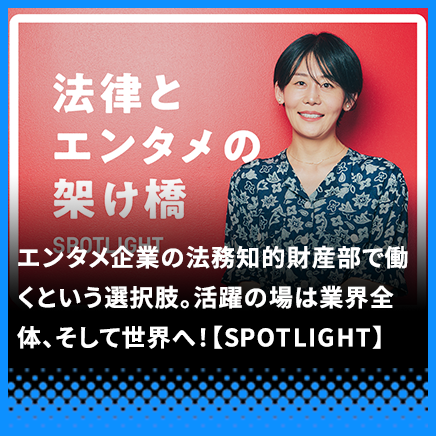 法律と
エンタメの
架け橋
SPOTLIGHT
エンタメ企業の法務知的財産部で働
くという選択肢。活躍の場は業界全
体、そして世界へ！【SPOTLIGHT】